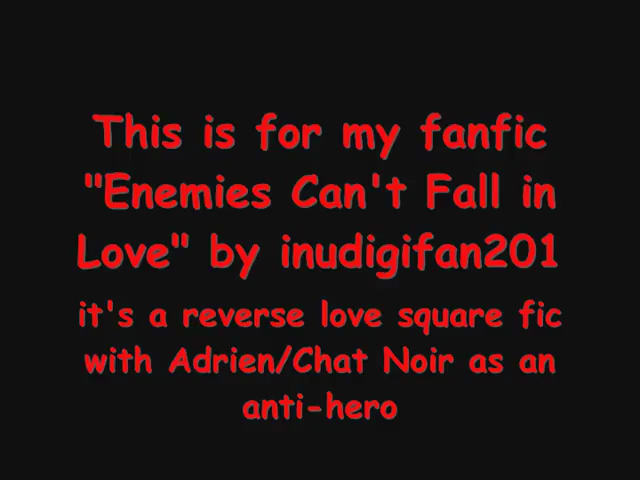 This is for my fanfic
"Enemies Can't Fall in
Love" by inudigifan201
it's a reverse love square fic
with Adrien/Chat Noir as an
anti-hero